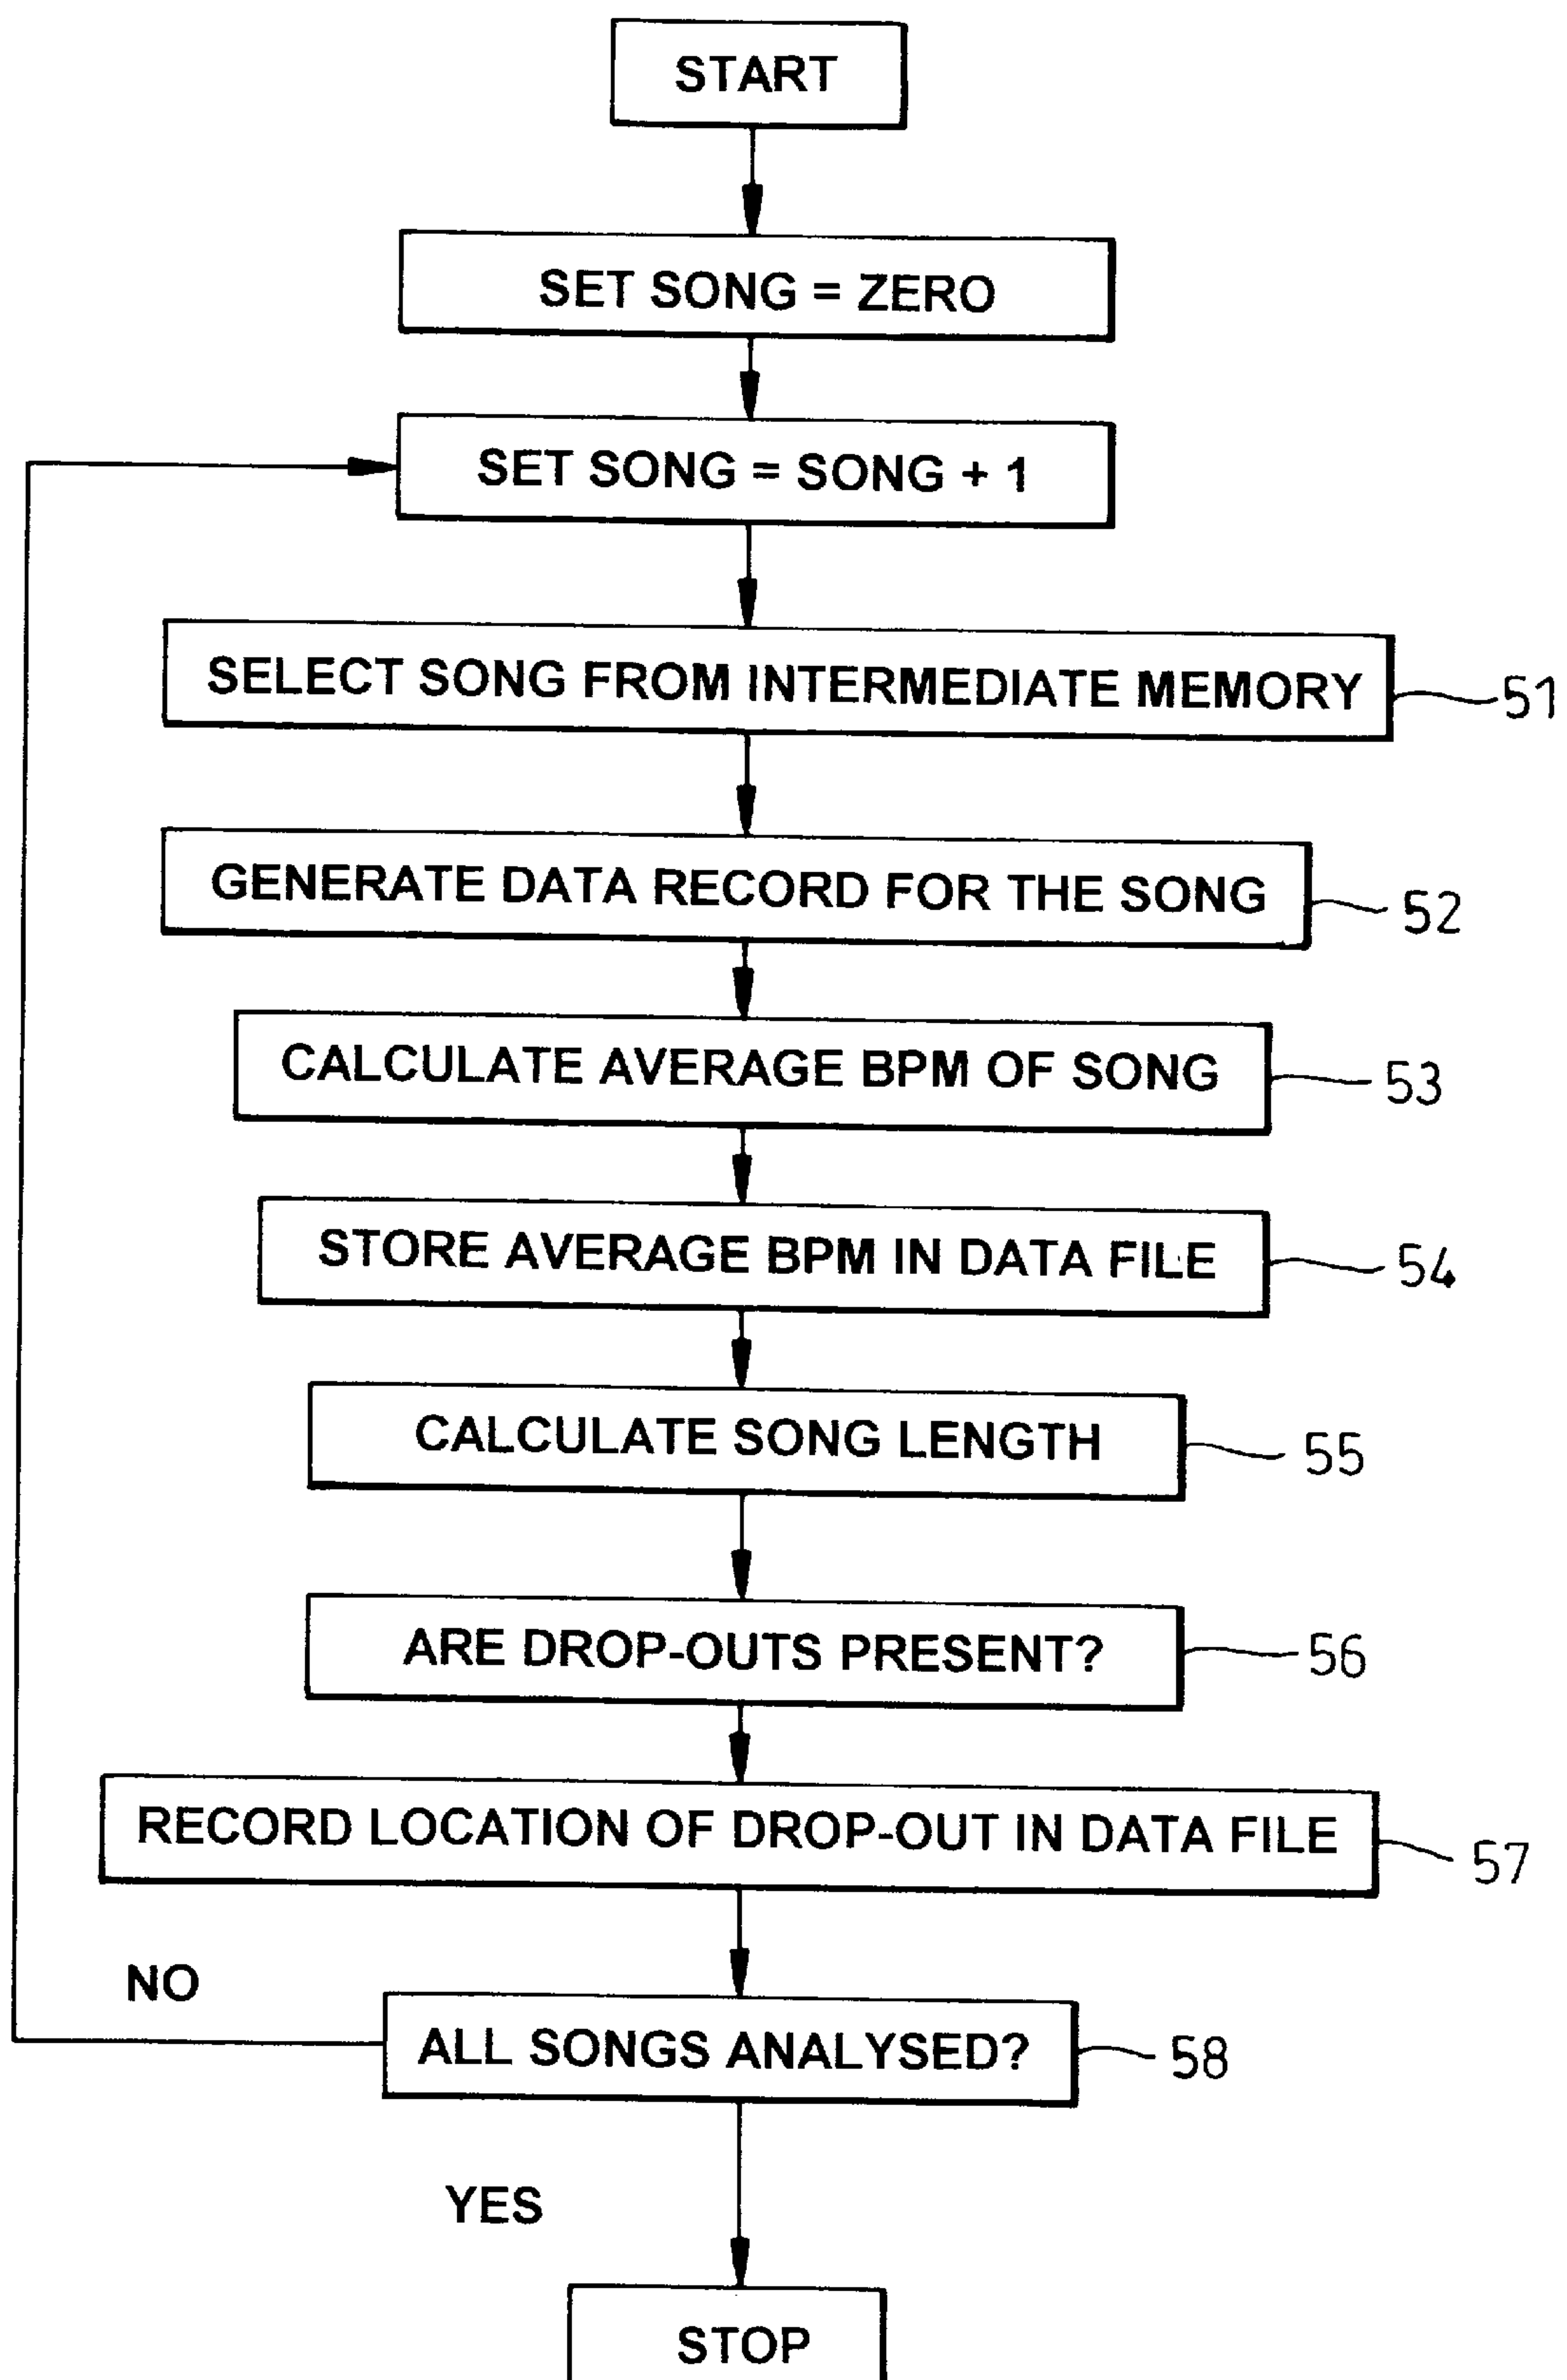 START
SET SONG = ZERO
SET SONG = SONG + 1
SELECT SONG FROM INTERMEDIATE MEMORY
51
GENERATE DATA RECORD FOR THE SONG
52
CALCULATE AVERAGE BPM OF SONG
53
STORE AVERAGE BPM IN DATA FILE
54
CALCULATE SONG LENGTH
55
ARE DROP-OUTS PRESENT?
56
RECORD LOCATION OF DROP-OUT IN DATA FILE
57
NO
ALL SONGS ANALYSED?
58
YES
STOP